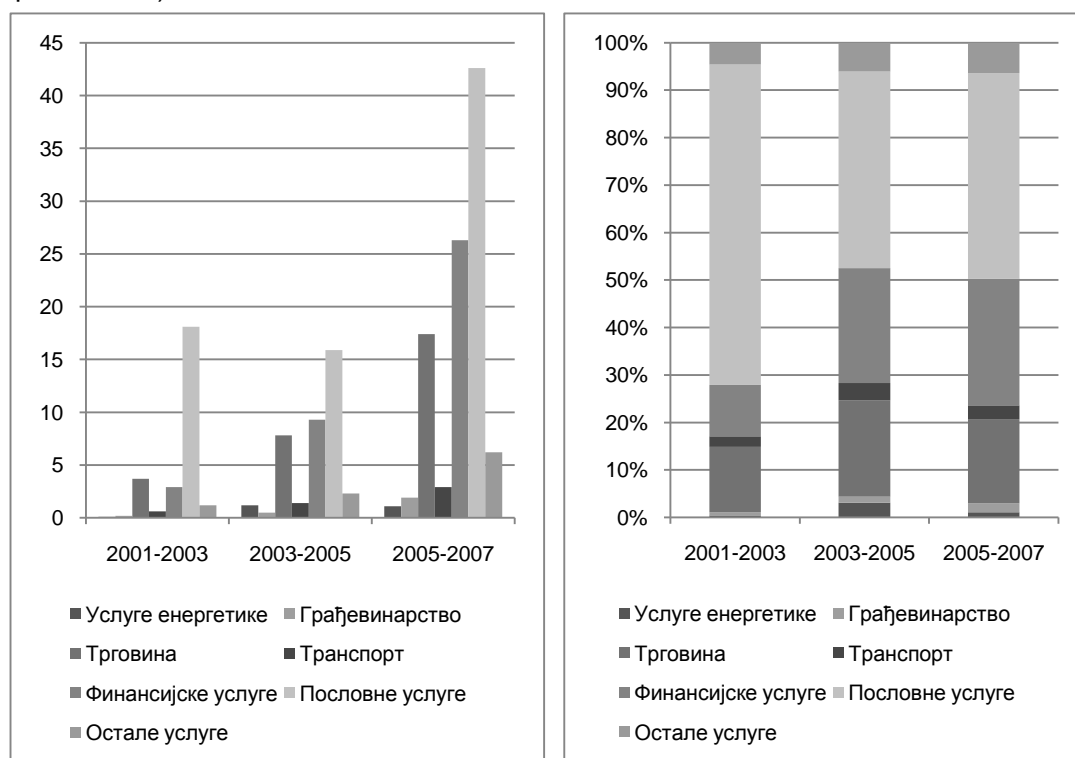 45
40
35
30
25
20
15
10
5
0
2001-2003 2003-2005 2005-2007
Услуге енергетике Грађевинарство
Трговина Транспорт
Финансијске услуге Пословне услуге
Остале услуге
100%
90%
80%
70%
60%
50%
40%
30%
20%
10%
0%
2001-2003 2003-2005 2005-2007
Услуге енергетике Грађевинарство
Трговина Транспорт
Финансијске услуге Пословне услуге
Остале услуге